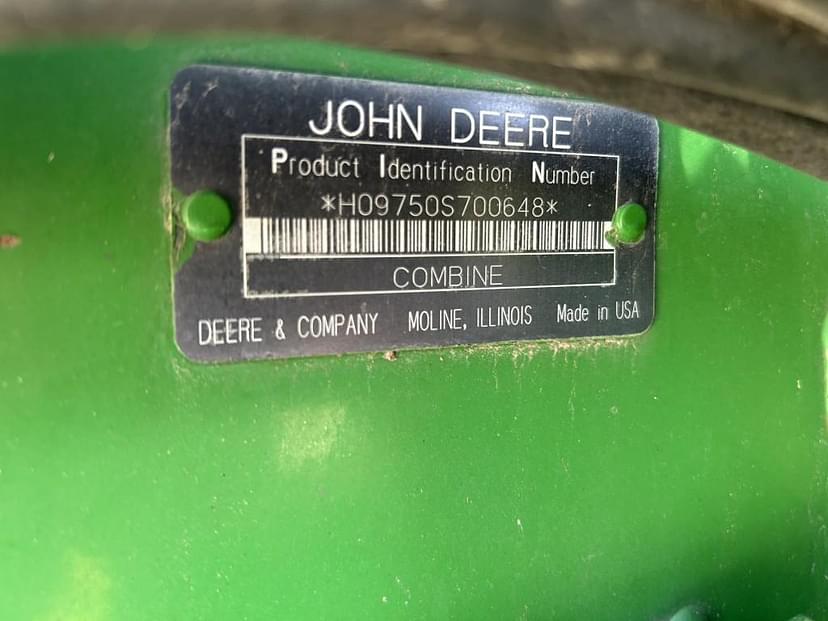 JOHN DEERE
Product Identification Number
*H09750S700648*
COMBINE
DEERE & COMPANY MOLINE, ILLINOIS Made in USA